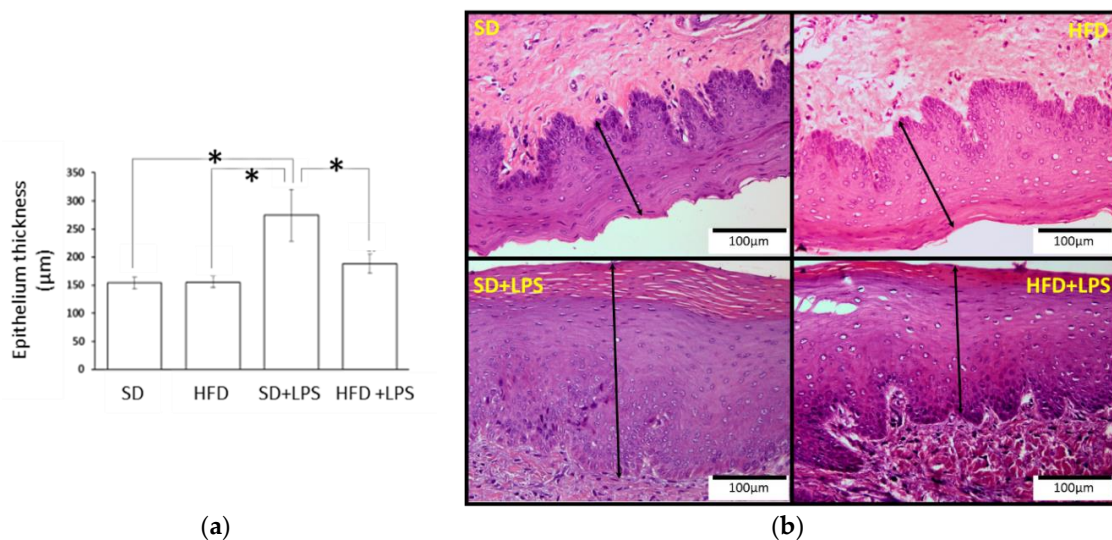 Epithelium thickness
(µm)
350
300
250
200
150
100
50
0
*
*
*
SD
HFD
SD+LPS
HFD +LPS
(a)
SD
100µm
HFD
100µm
SD+LPS
100µm
HFD+LPS
100µm
(b)